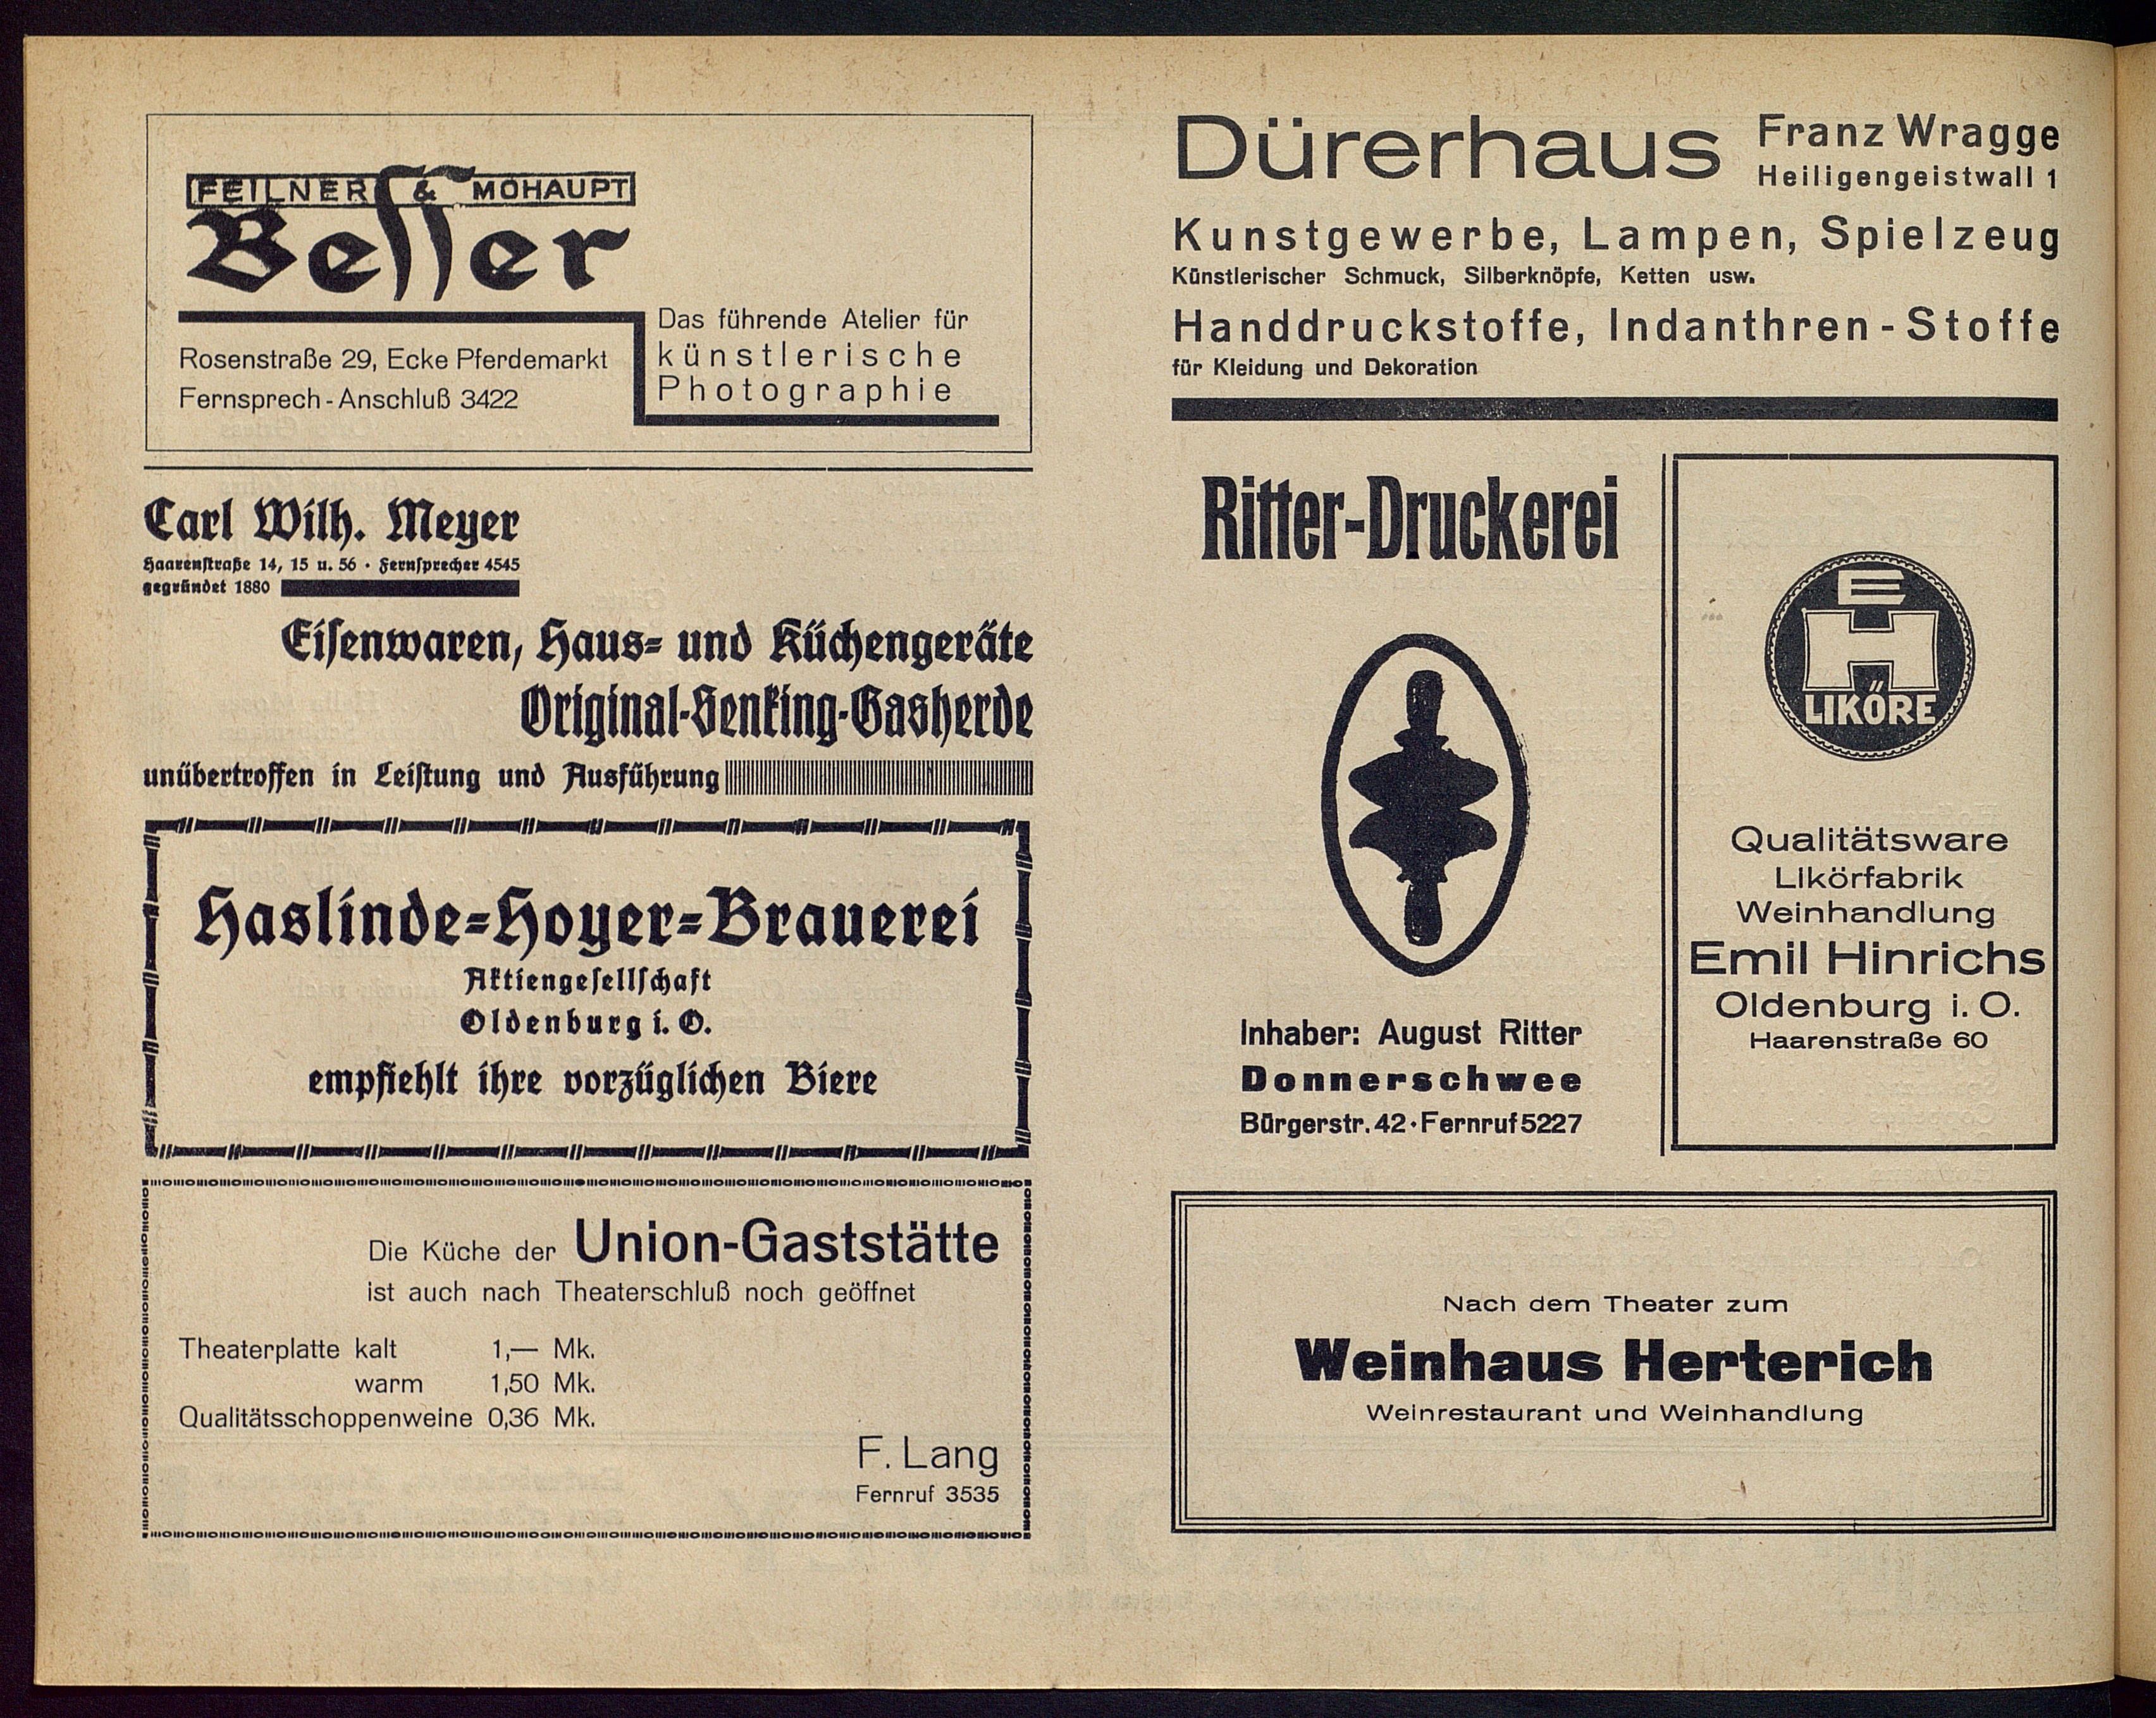 FEILNER & MOHAUPT
Beſſer
Rosenstraße 29, Ecke Pferdemarkt
Fernsprech-Anschluß 3422
Das führende Atelier für
künstlerische
Photographie
Carl Wilh. Meyer
Haarenſtraße 14, 15 u. 56 · Fernſprecher 4545
gegründet 1880
Eiſenwaren, Haus- und Küchengeräte
Original-Senking-Gasherde
unübertroffen in Leiſtung und Ausführung
Haslinde-Hoyer-Brauerei
Aktiengeſellſchaft
Oldenburg i. O.
empfiehlt ihre vorzüglichen Biere
Die Küche der Union-Gaststätte
ist auch nach Theaterschluß noch geöffnet
Theaterplatte kalt 1,— Mk.
warm 1,50 Mk.
Qualitätsschoppenweine 0,36 Mk.
F. Lang
Fernruf 3535
Dürerhaus Franz Wragge
Heiligengeistwall 1
Kunstgewerbe, Lampen, Spielzeug
Künstlerischer Schmuck, Silberknöpfe, Ketten usw.
Handdruckstoffe, Indanthren-Stoffe
für Kleidung und Dekoration
Ritter-Druckerei
Inhaber: August Ritter
Donnerschwee
Bürgerstr. 42 · Fernruf 5227
E
H
LIKÖRE
Qualitätsware
Likörfabrik
Weinhandlung
Emil Hinrichs
Oldenburg i. O.
Haarenstraße 60
Nach dem Theater zum
Weinhaus Herterich
Weinrestaurant und Weinhandlung